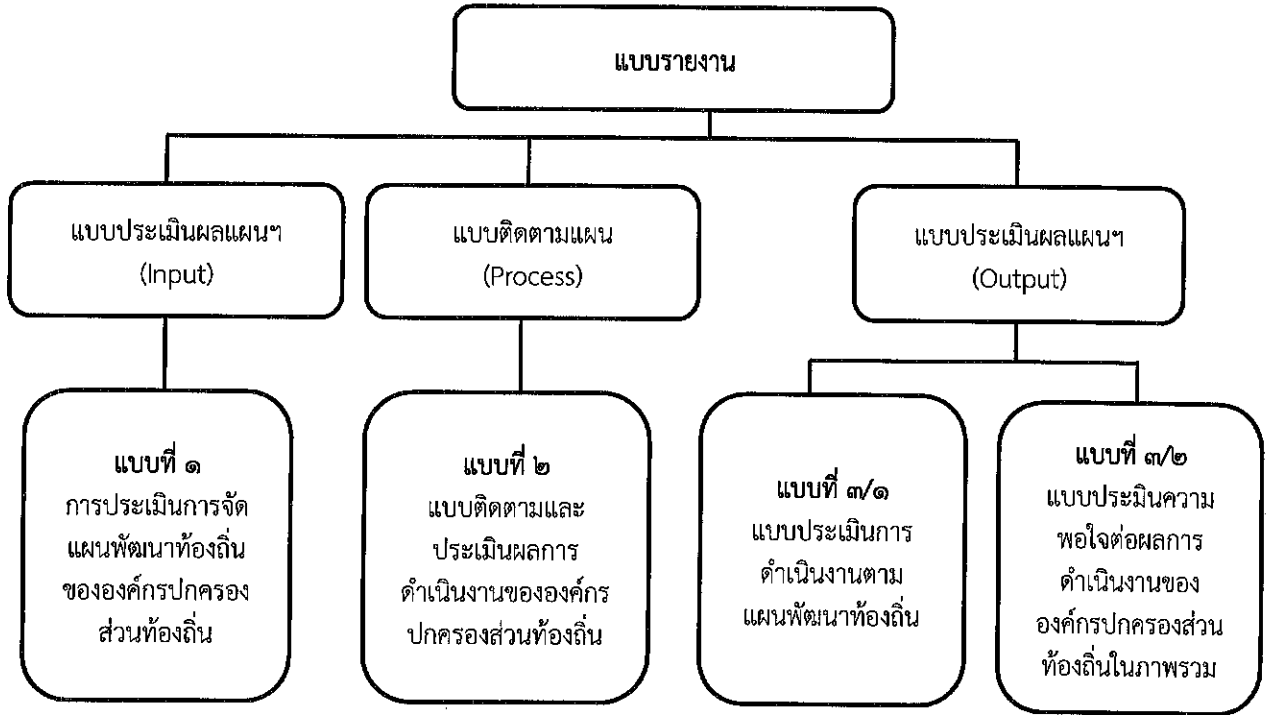 แบบรายงาน
แบบประเมินผลแผนฯ
(Input)
แบบติดตามแผน
(Process)
แบบประเมินผลแผนฯ
(Output)
แบบที่ ๑
การประเมินการจัด
แผนพัฒนาท้องถิ่น
ขององค์กรปกครอง
ส่วนท้องถิ่น
แบบที่ ๒
แบบติดตามและ
ประเมินผลการ
ดำเนินงานขององค์กร
ปกครองส่วนท้องถิ่น
แบบที่ ๓/๑
แบบประเมินการ
ดำเนินงานตาม
แผนพัฒนาท้องถิ่น
แบบที่ ๓/๒
แบบประมินความ
พอใจต่อผลการ
ดำเนินงานของ
องค์กรปกครองส่วน
ท้องถิ่นในภาพรวม